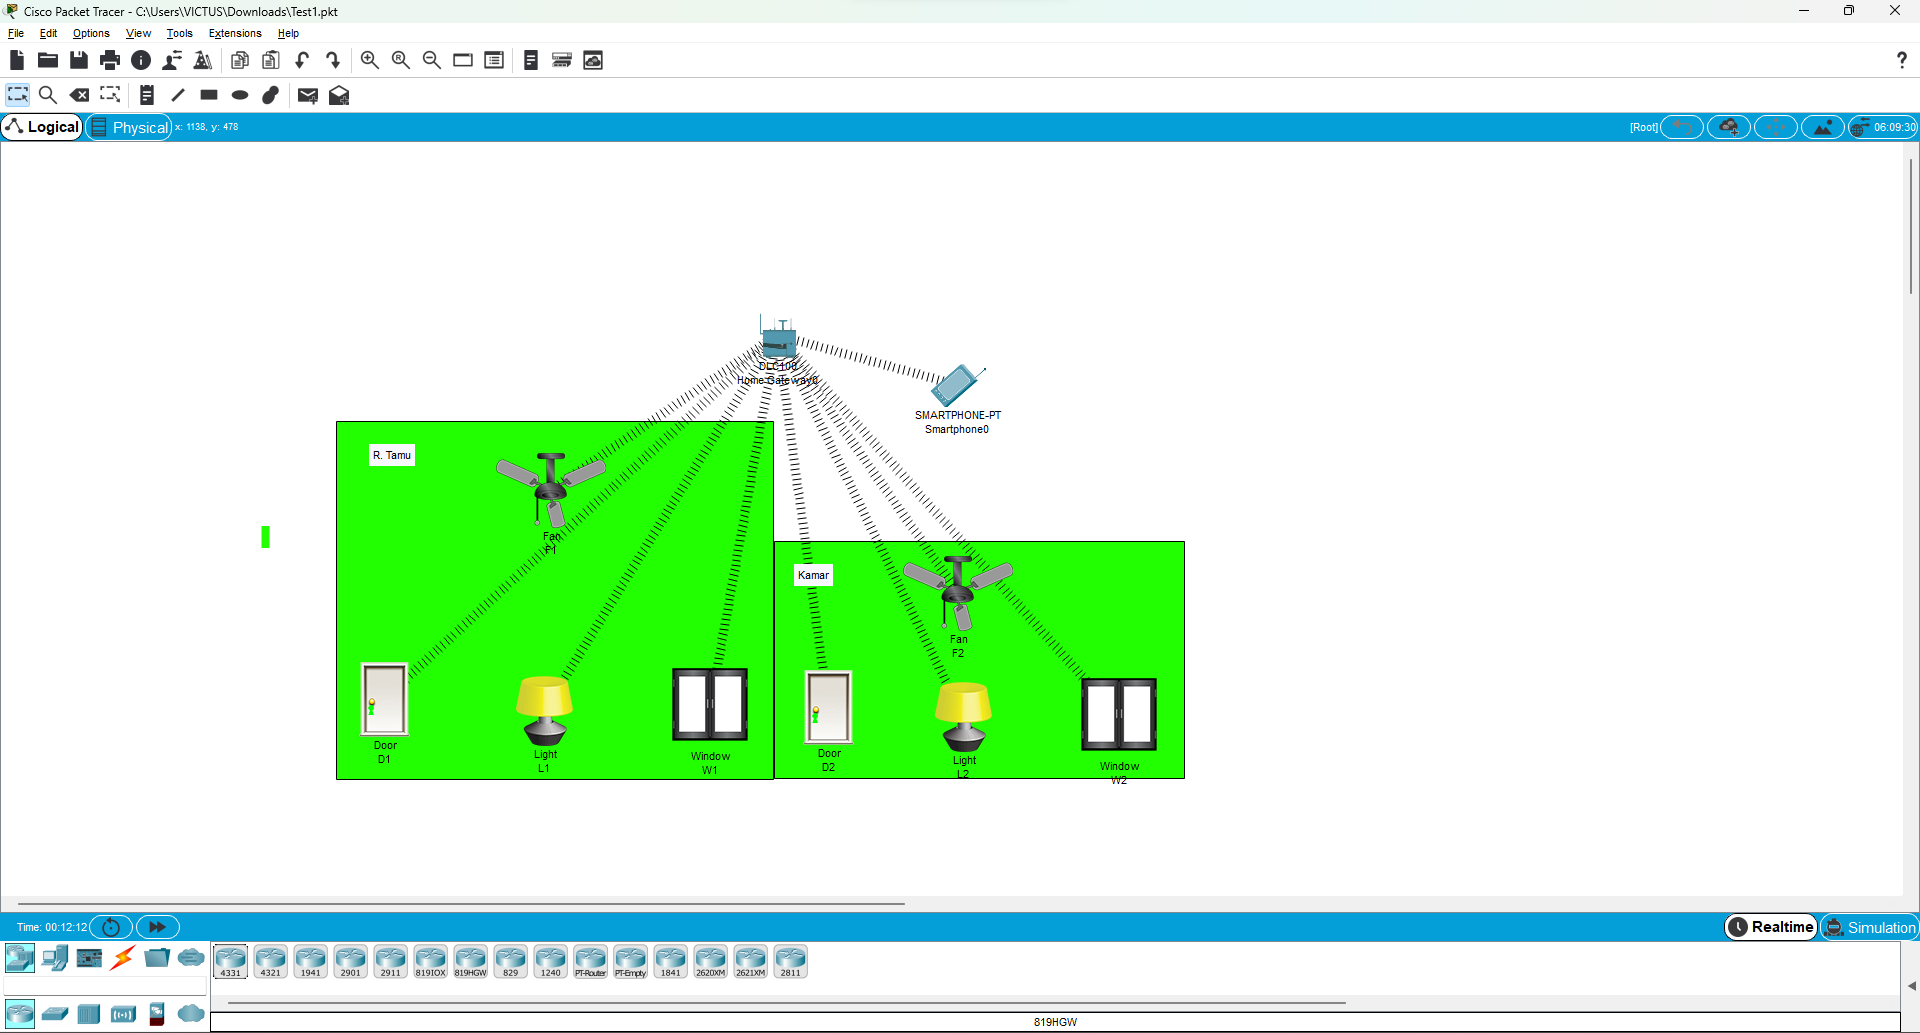 Cisco Packet Tracer - C:\Users\VICTUS\Downloads\Test1.pkt
File Edit Options View Tools Extensions Help
Logical Physical x: 1138, y: 478 [Root] 06:09:30
DLC100
Home Gateway0
SMARTPHONE-PT
Smartphone0
R. Tamu
Fan
F1
Kamar
Fan
F2
Door
D1
Light
L1
Window
W1
Door
D2
Light
L2
Window
W2
Time: 00:12:12 Realtime Simulation
4331 4321 1941 2901 2911 819IOX 819HGW 829 1240 PT-Router PT-Empty 1841 2620XM 2621XM 2811
819HGW